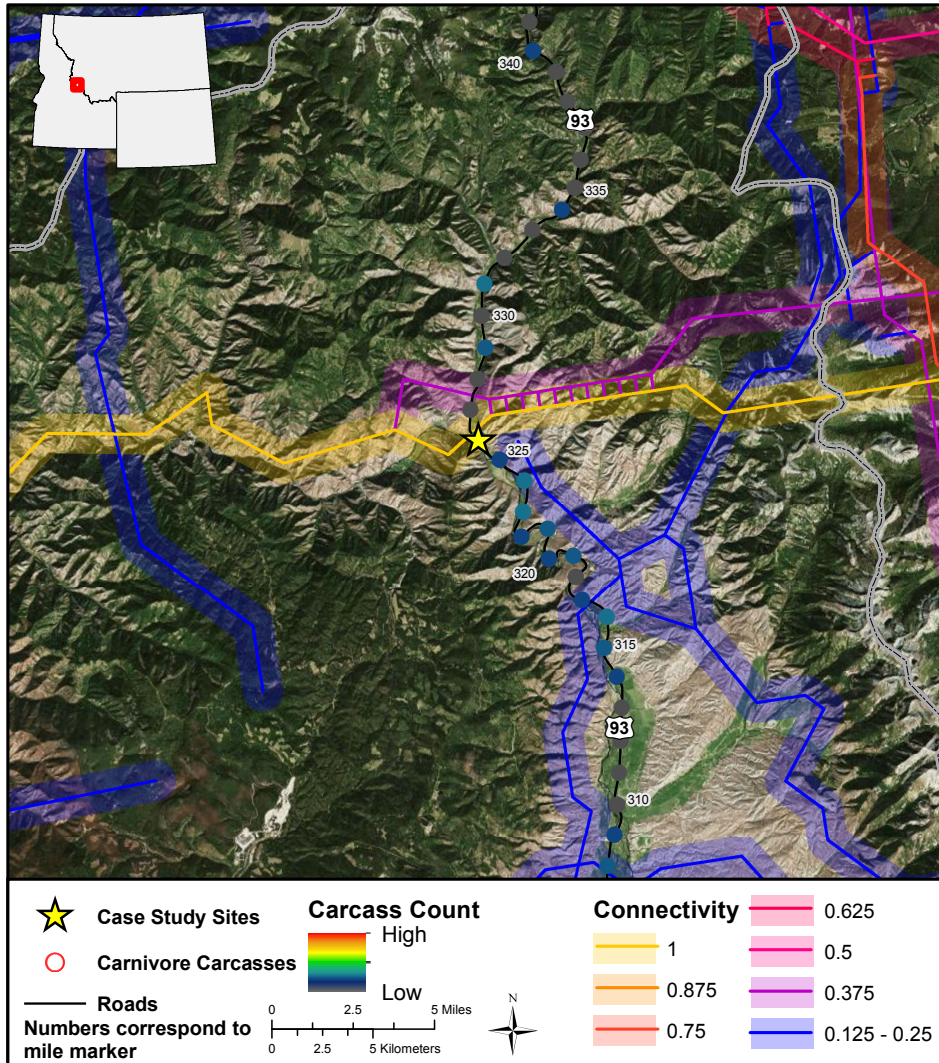 340
93
335
330
325
320
315
93
310
Case Study Sites
Carnivore Carcasses
Roads
Numbers correspond to
mile marker
Carcass Count
High
Low
0 2.5 5 Miles
0 2.5 5 Kilometers
N
Connectivity
1
0.875
0.75
0.625
0.5
0.375
0.125 - 0.25